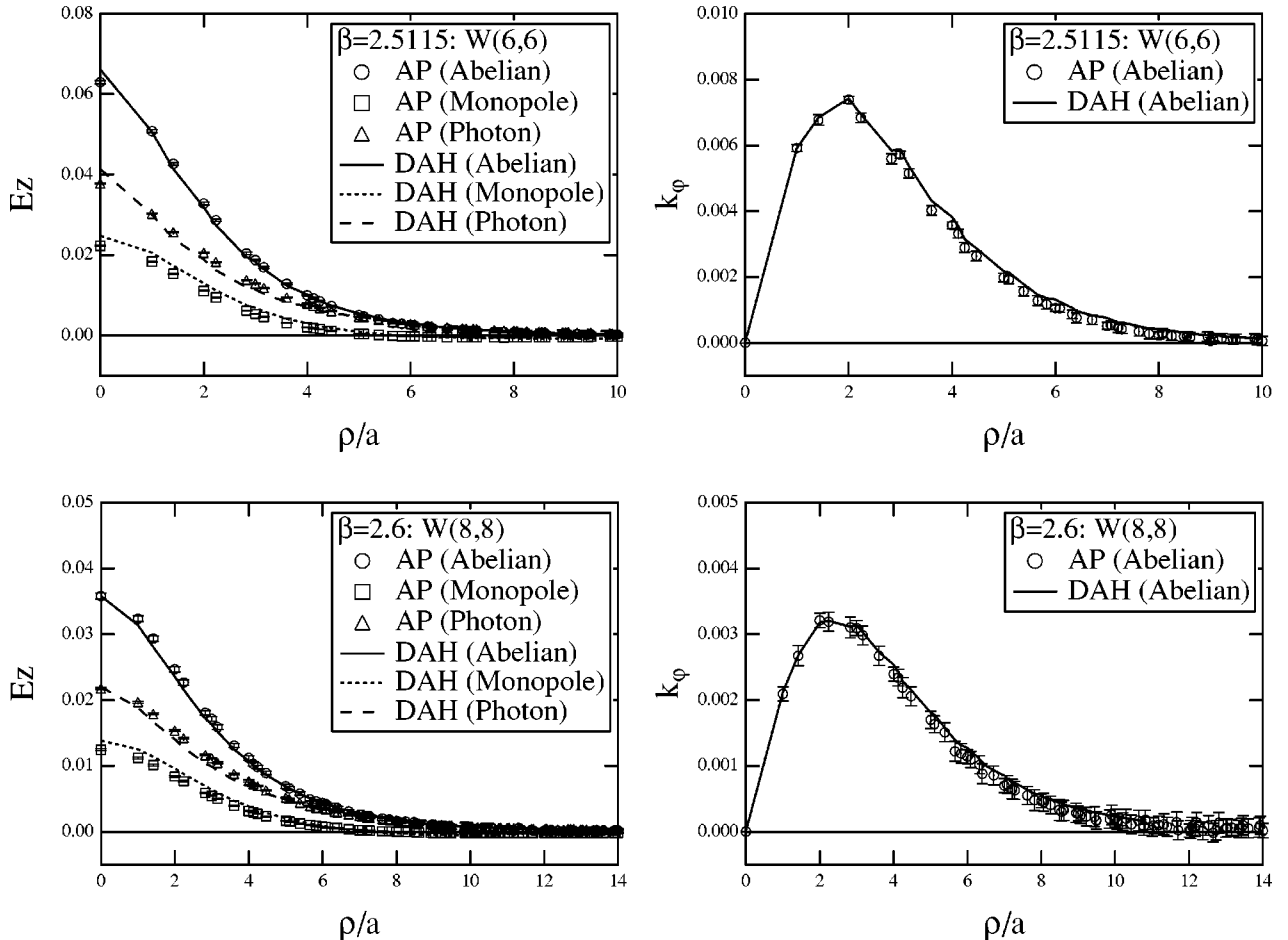 0.08
0.06
0.04
0.02
0.00
Ez
β=2.5115: W(6,6)
AP (Abelian)
AP (Monopole)
AP (Photon)
DAH (Abelian)
DAH (Monopole)
DAH (Photon)
0 2 4 6 8 10
ρ/a
0.010
0.008
0.006
0.004
0.002
0.000
kφ
β=2.5115: W(6,6)
AP (Abelian)
DAH (Abelian)
0 2 4 6 8 10
ρ/a
0.05
0.04
0.03
0.02
0.01
0.00
Ez
β=2.6: W(8,8)
AP (Abelian)
AP (Monopole)
AP (Photon)
DAH (Abelian)
DAH (Monopole)
DAH (Photon)
0 2 4 6 8 10 12 14
ρ/a
0.005
0.004
0.003
0.002
0.001
0.000
kφ
β=2.6: W(8,8)
AP (Abelian)
DAH (Abelian)
0 2 4 6 8 10 12 14
ρ/a